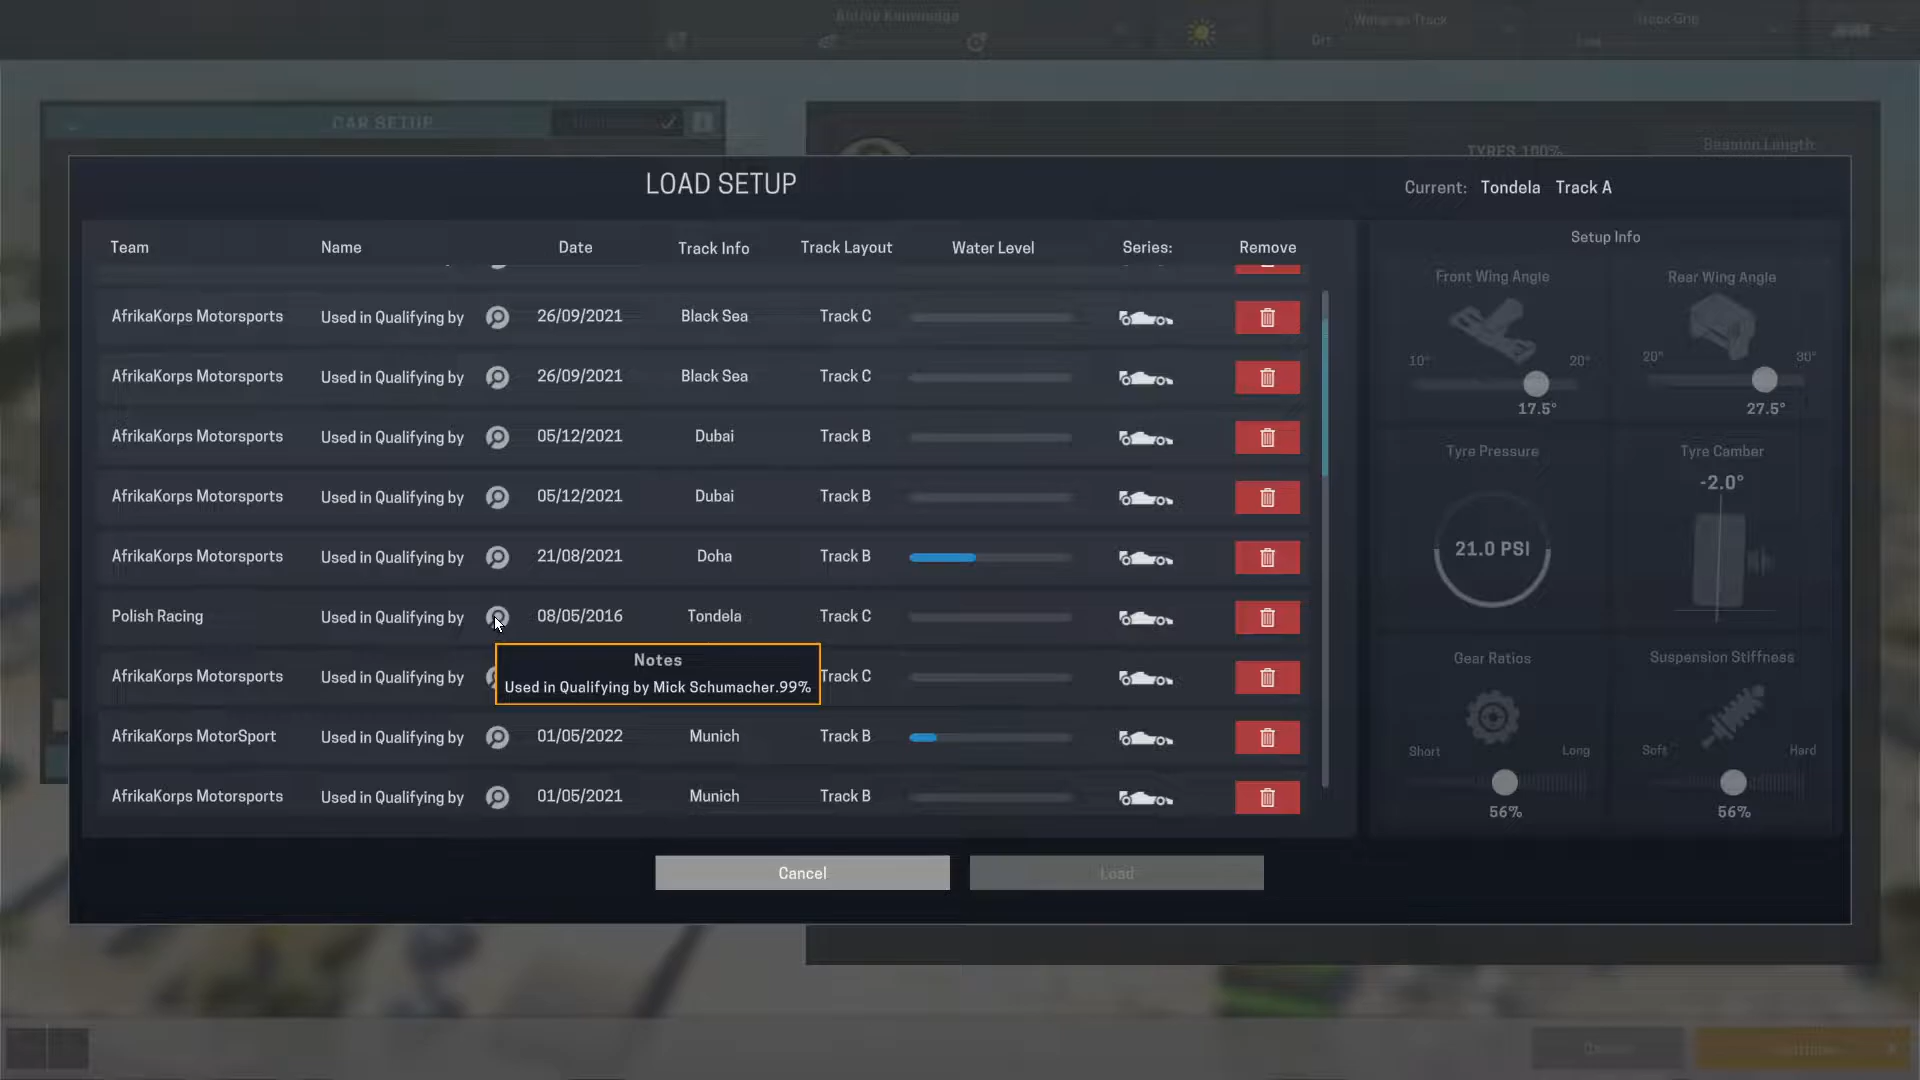 CAR SETUP
TYRES 100%
LOAD SETUP
Current: Tondela Track A
Team Name Date Track Info Track Layout Water Level Series: Remove
AfrikaKorps Motorsports Used in Qualifying by 26/09/2021 Black Sea Track C
AfrikaKorps Motorsports Used in Qualifying by 26/09/2021 Black Sea Track C
AfrikaKorps Motorsports Used in Qualifying by 05/12/2021 Dubai Track B
AfrikaKorps Motorsports Used in Qualifying by 05/12/2021 Dubai Track B
AfrikaKorps Motorsports Used in Qualifying by 21/08/2021 Doha Track B
Polish Racing Used in Qualifying by 08/05/2016 Tondela Track C
Notes
Used in Qualifying by Mick Schumacher.99%
AfrikaKorps Motorsports Used in Qualifying by Track C
AfrikaKorps MotorSport Used in Qualifying by 01/05/2022 Munich Track B
AfrikaKorps Motorsports Used in Qualifying by 01/05/2021 Munich Track B
Cancel Load
Setup Info
Front Wing Angle Rear Wing Angle
10° 20° 20° 30°
17.5° 27.5°
Tyre Pressure Tyre Camber
-2.0°
21.0 PSI
Gear Ratios Suspension Stiffness
Short Long Soft Hard
56% 56%